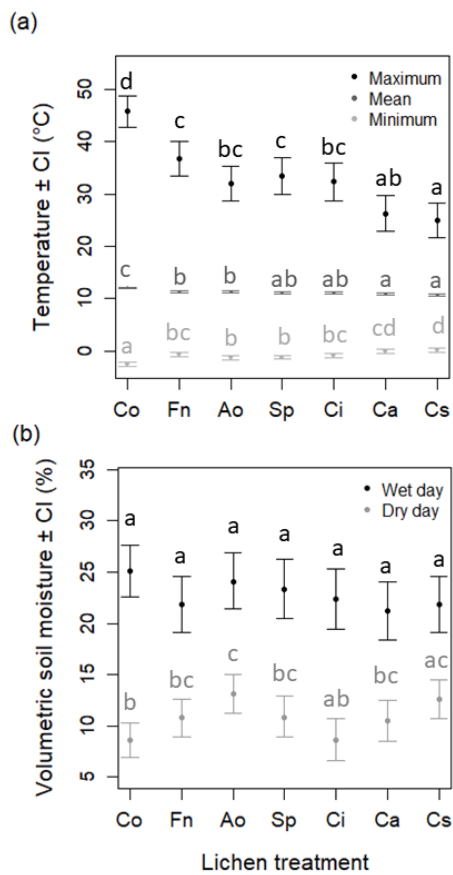 (a)
Temperature ± CI (°C)
50
40
30
20
10
0
Maximum
Mean
Minimum
d c bc c bc ab a
c b b ab ab a a
a bc b b bc cd d
Co Fn Ao Sp Ci Ca Cs
(b)
Volumetric soil moisture ± CI (%)
35
30
25
20
15
10
5
Wet day
Dry day
a a a a a a a
b bc c bc ab bc ac
Co Fn Ao Sp Ci Ca Cs
Lichen treatment